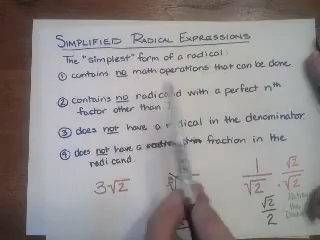 SIMPLIFIED RADICAL EXPRESSIONS
The "simplest" form of a radical:
① contains no math operations that can be done.
② contains no radicand with a perfect nth
factor other than
③ does not have a radical in the denominator.
④ does not have a fraction in the
radicand.
3√2
1/√2 · √2/√2
√2/2
the